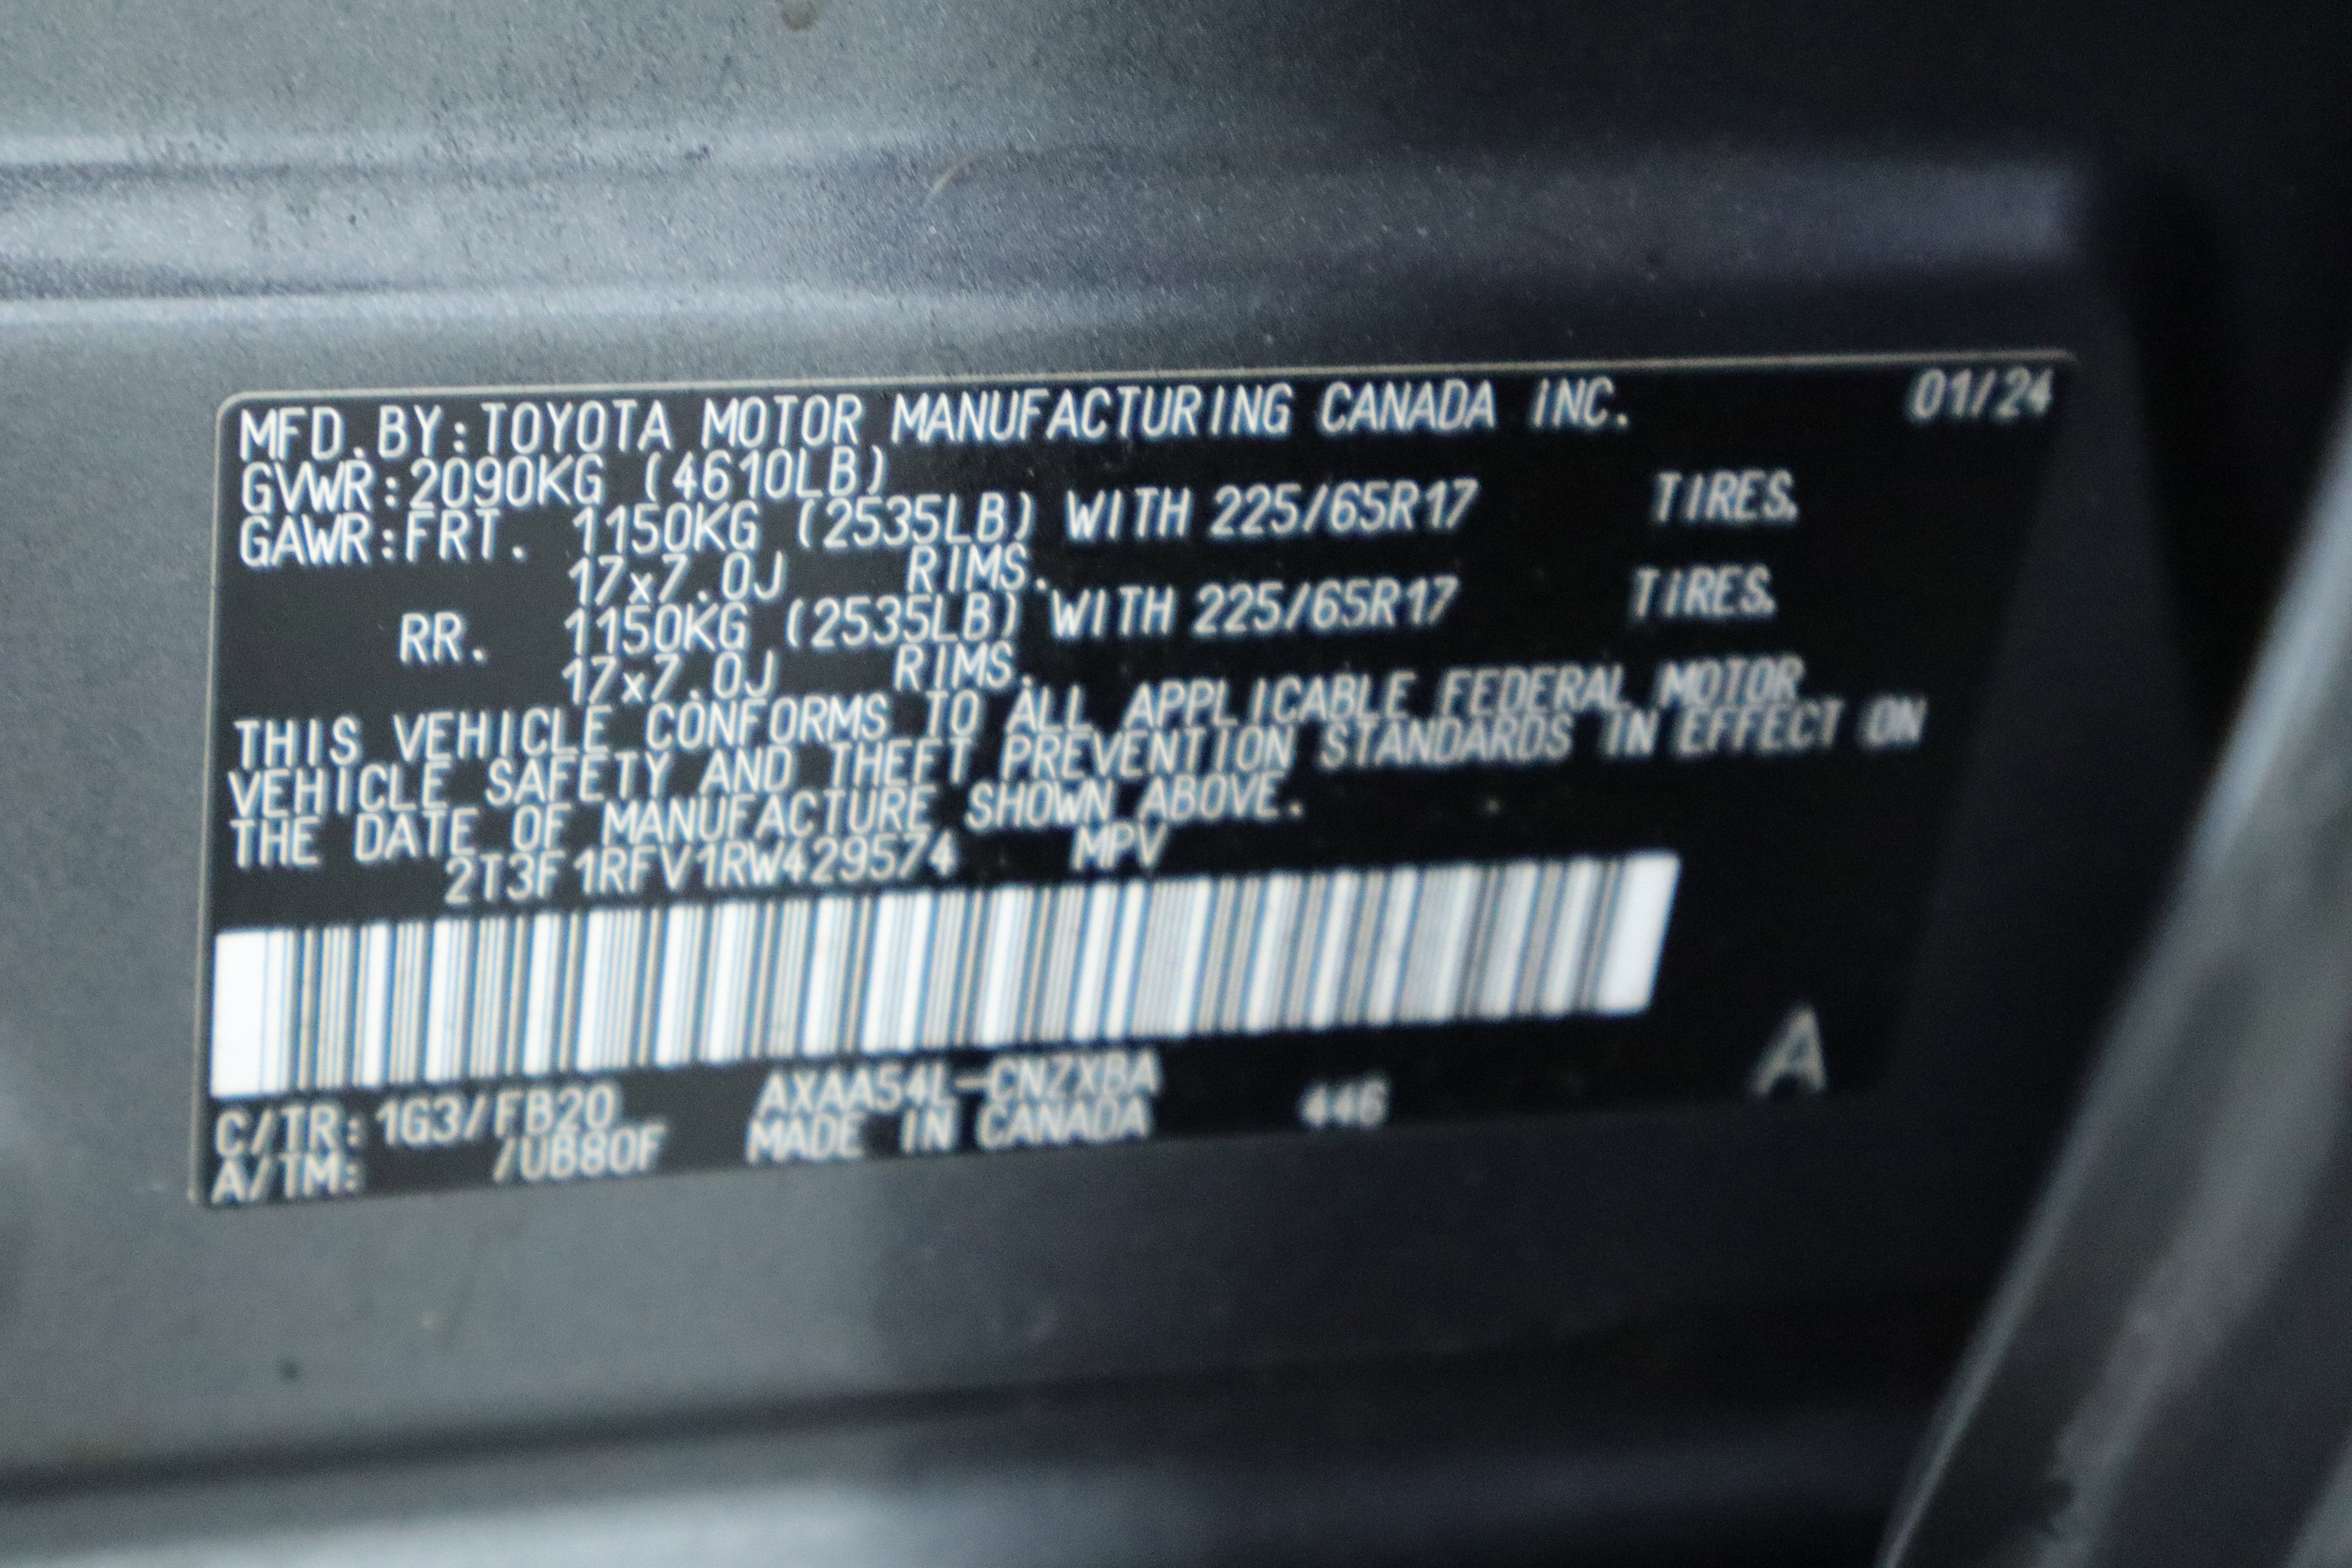 MFD.BY:TOYOTA MOTOR MANUFACTURING CANADA INC. 01/24
GVWR:2090KG (4610LB)
GAWR:FRT. 1150KG (2535LB) WITH 225/65R17 TIRES.
17x7.0J RIMS.
RR. 1150KG (2535LB) WITH 225/65R17 TIRES.
17x7.0J RIMS.
THIS VEHICLE CONFORMS TO ALL APPLICABLE FEDERAL MOTOR
VEHICLE SAFETY AND THEFT PREVENTION STANDARDS IN EFFECT ON
THE DATE OF MANUFACTURE SHOWN ABOVE.
2T3F1RFV1RW429574 MPV
C/TR:1G3/FB20 AXAA54L-CNZXBA 446 A
A/TM: /UB80F MADE IN CANADA